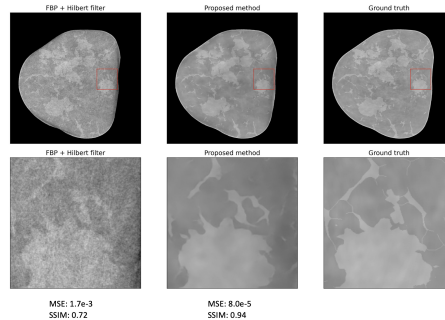 FBP + Hilbert filter
Proposed method
Ground truth
FBP + Hilbert filter
Proposed method
Ground truth
MSE: 1.7e-3
SSIM: 0.72
MSE: 8.0e-5
SSIM: 0.94